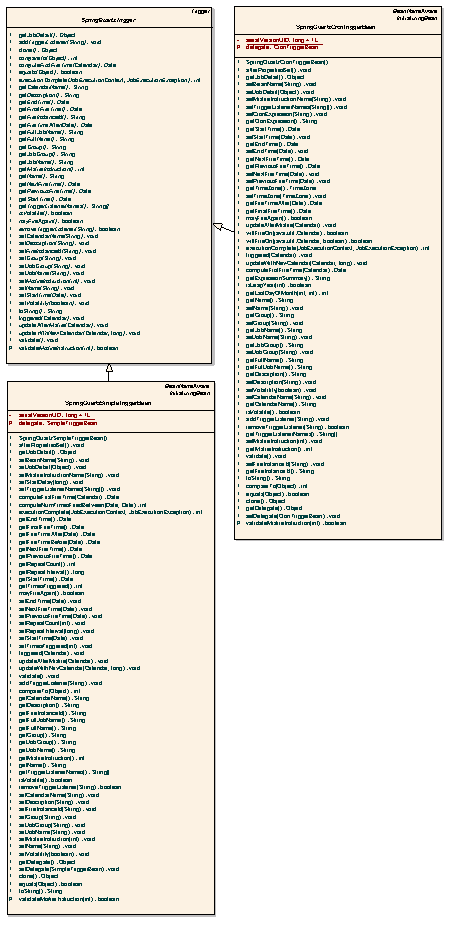 Trigger
SpringQuartzTrigger
getJobDetail() : Object
addTriggerListener(String) : void
clone() : Object
compareTo(Object) : int
computeFirstFireTime(Calendar) : Date
equals(Object) : boolean
executionComplete(JobExecutionContext, JobExecutionException) : int
getCalendarName() : String
getDescription() : String
getEndTime() : Date
getFinalFireTime() : Date
getFireInstanceId() : String
getFireTimeAfter(Date) : Date
getFullJobName() : String
getFullName() : String
getGroup() : String
getJobGroup() : String
getJobName() : String
getMisfireInstruction() : int
getName() : String
getNextFireTime() : Date
getPreviousFireTime() : Date
getStartTime() : Date
getTriggerListenerNames() : String[]
isVolatile() : boolean
mayFireAgain() : boolean
removeTriggerListener(String) : boolean
setCalendarName(String) : void
setDescription(String) : void
setFireInstanceId(String) : void
setGroup(String) : void
setJobGroup(String) : void
setJobName(String) : void
setMisfireInstruction(int) : void
setName(String) : void
setStartTime(Date) : void
setVolatility(boolean) : void
toString() : String
triggered(Calendar) : void
updateAfterMisfire(Calendar) : void
updateWithNewCalendar(Calendar, long) : void
validate() : void
validateMisfireInstruction(int) : boolean
BeanNameAware
InitializingBean
SpringQuartzCronTriggerBean
serialVersionUID: long = 1L
delegate: CronTriggerBean
SpringQuartzCronTriggerBean()
afterPropertiesSet() : void
getJobDetail() : Object
setBeanName(String) : void
setJobDetail(Object) : void
setMisfireInstructionName(String) : void
setTriggerListenerNames(String[]) : void
setCronExpression(String) : void
getCronExpression() : String
getStartTime() : Date
setStartTime(Date) : void
getEndTime() : Date
setEndTime(Date) : void
getNextFireTime() : Date
getPreviousFireTime() : Date
setNextFireTime(Date) : void
setPreviousFireTime(Date) : void
getTimeZone() : TimeZone
setTimeZone(TimeZone) : void
getFireTimeAfter(Date) : Date
getFinalFireTime() : Date
mayFireAgain() : boolean
updateAfterMisfire(Calendar) : void
willFireOn(java.util.Calendar) : boolean
willFireOn(java.util.Calendar, boolean) : boolean
executionComplete(JobExecutionContext, JobExecutionException) : int
triggered(Calendar) : void
updateWithNewCalendar(Calendar, long) : void
computeFirstFireTime(Calendar) : Date
getExpressionSummary() : String
isLeapYear(int) : boolean
getLastDayOfMonth(int, int) : int
getName() : String
setName(String) : void
getGroup() : String
setGroup(String) : void
getJobName() : String
setJobName(String) : void
getJobGroup() : String
setJobGroup(String) : void
getFullName() : String
getFullJobName() : String
getDescription() : String
setDescription(String) : void
setVolatility(boolean) : void
setCalendarName(String) : void
getCalendarName() : String
isVolatile() : boolean
addTriggerListener(String) : void
removeTriggerListener(String) : boolean
getTriggerListenerNames() : String[]
setMisfireInstruction(int) : void
getMisfireInstruction() : int
validate() : void
setFireInstanceId(String) : void
getFireInstanceId() : String
toString() : String
compareTo(Object) : int
equals(Object) : boolean
clone() : Object
getDelegate() : Object
setDelegate(CronTriggerBean) : void
validateMisfireInstruction(int) : boolean
BeanNameAware
InitializingBean
SpringQuartzSimpleTriggerBean
serialVersionUID: long = 1L
delegate: SimpleTriggerBean
SpringQuartzSimpleTriggerBean()
afterPropertiesSet() : void
getJobDetail() : Object
setBeanName(String) : void
setJobDetail(Object) : void
setMisfireInstructionName(String) : void
setStartDelay(long) : void
setTriggerListenerNames(String[]) : void
computeFirstFireTime(Calendar) : Date
computeNumTimesFiredBetween(Date, Date) : int
executionComplete(JobExecutionContext, JobExecutionException) : int
getEndTime() : Date
getFinalFireTime() : Date
getFireTimeAfter(Date) : Date
getFireTimeBefore(Date) : Date
getNextFireTime() : Date
getPreviousFireTime() : Date
getRepeatCount() : int
getRepeatInterval() : long
getStartTime() : Date
getTimesTriggered() : int
mayFireAgain() : boolean
setEndTime(Date) : void
setNextFireTime(Date) : void
setPreviousFireTime(Date) : void
setRepeatCount(int) : void
setRepeatInterval(long) : void
setStartTime(Date) : void
setTimesTriggered(int) : void
triggered(Calendar) : void
updateAfterMisfire(Calendar) : void
updateWithNewCalendar(Calendar, long) : void
validate() : void
addTriggerListener(String) : void
compareTo(Object) : int
getCalendarName() : String
getDescription() : String
getFireInstanceId() : String
getFullJobName() : String
getFullName() : String
getGroup() : String
getJobGroup() : String
getJobName() : String
getMisfireInstruction() : int
getName() : String
getTriggerListenerNames() : String[]
isVolatile() : boolean
removeTriggerListener(String) : boolean
setCalendarName(String) : void
setDescription(String) : void
setFireInstanceId(String) : void
setGroup(String) : void
setJobGroup(String) : void
setJobName(String) : void
setMisfireInstruction(int) : void
setName(String) : void
setVolatility(boolean) : void
getDelegate() : Object
setDelegate(SimpleTriggerBean) : void
clone() : Object
equals(Object) : boolean
toString() : String
validateMisfireInstruction(int) : boolean